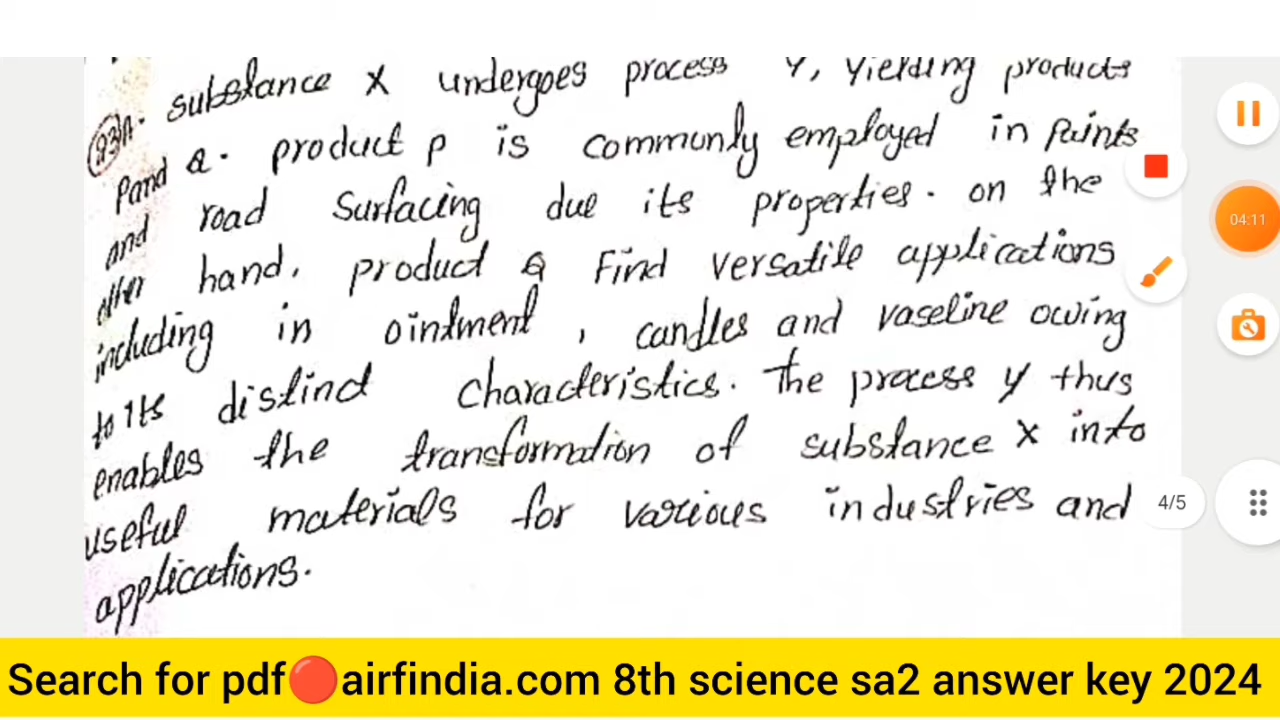 23)A. substance X undergoes process Y, Yielding products
Pand Q. product p is commonly employed in Paints
and road Surfacing due its properties. on the
other hand, product Q Find versatile applications
including in ointment, candles and vaseline owing
to Its distinct characteristics. The process y thus
enables the transformation of substance X into
useful materials for various industries and
applications.
04:11
4/5
Search for pdf🔴airfindia.com 8th science sa2 answer key 2024